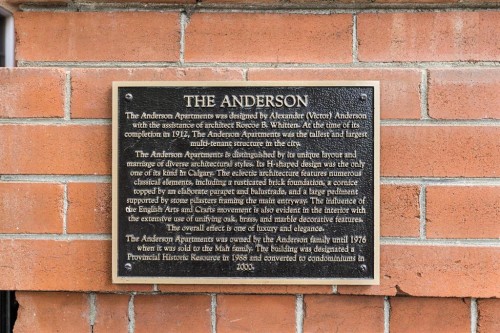 THE ANDERSON
The Anderson Apartments was designed by Alexander (Victor) Anderson
with the assistance of architect Roscoe B. Whitten. At the time of its
completion in 1912, The Anderson Apartments was the tallest and largest
multi-tenant structure in the city.
The Anderson Apartments is distinguished by its unique layout and
marriage of diverse architectural styles. Its H-shaped design was the only
one of its kind in Calgary. The eclectic architecture features numerous
classical elements, including a rusticated brick foundation, a cornice
topped by an elaborate parapet and balustrade, and a large pediment
supported by stone pilasters framing the main entryway. The influence of
the English Arts and Crafts movement is also evident in the interior with
the extensive use of unifying oak, brass, and marble decorative features.
The overall effect is one of luxury and elegance.
The Anderson Apartments was owned by the Anderson family until 1976
when it was sold to the Mah family. The building was designated a
Provincial Historic Resource in 1988 and converted to condominiums in
2000.